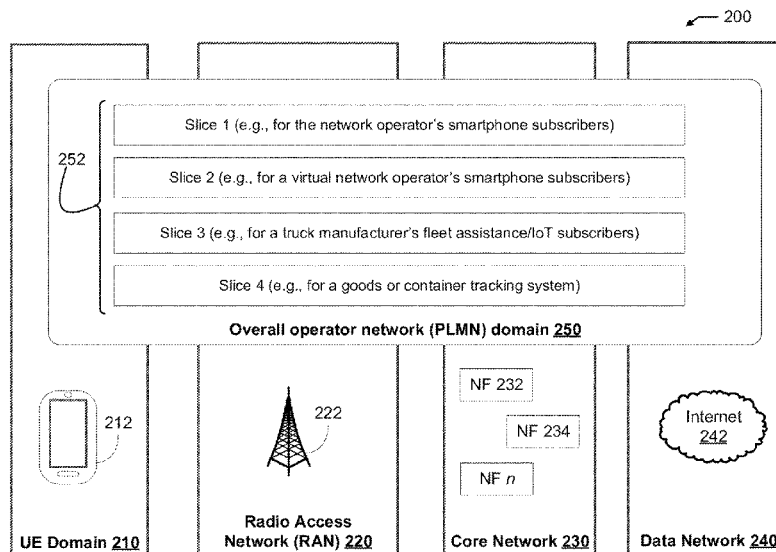 200
Slice 1 (e.g., for the network operator's smartphone subscribers)
252
Slice 2 (e.g., for a virtual network operator's smartphone subscribers)
Slice 3 (e.g., for a truck manufacturer's fleet assistance/IoT subscribers)
Slice 4 (e.g., for a goods or container tracking system)
Overall operator network (PLMN) domain 250
NF 232
212
222
NF 234
Internet
242
NF n
UE Domain 210
Radio Access
Network (RAN) 220
Core Network 230
Data Network 240